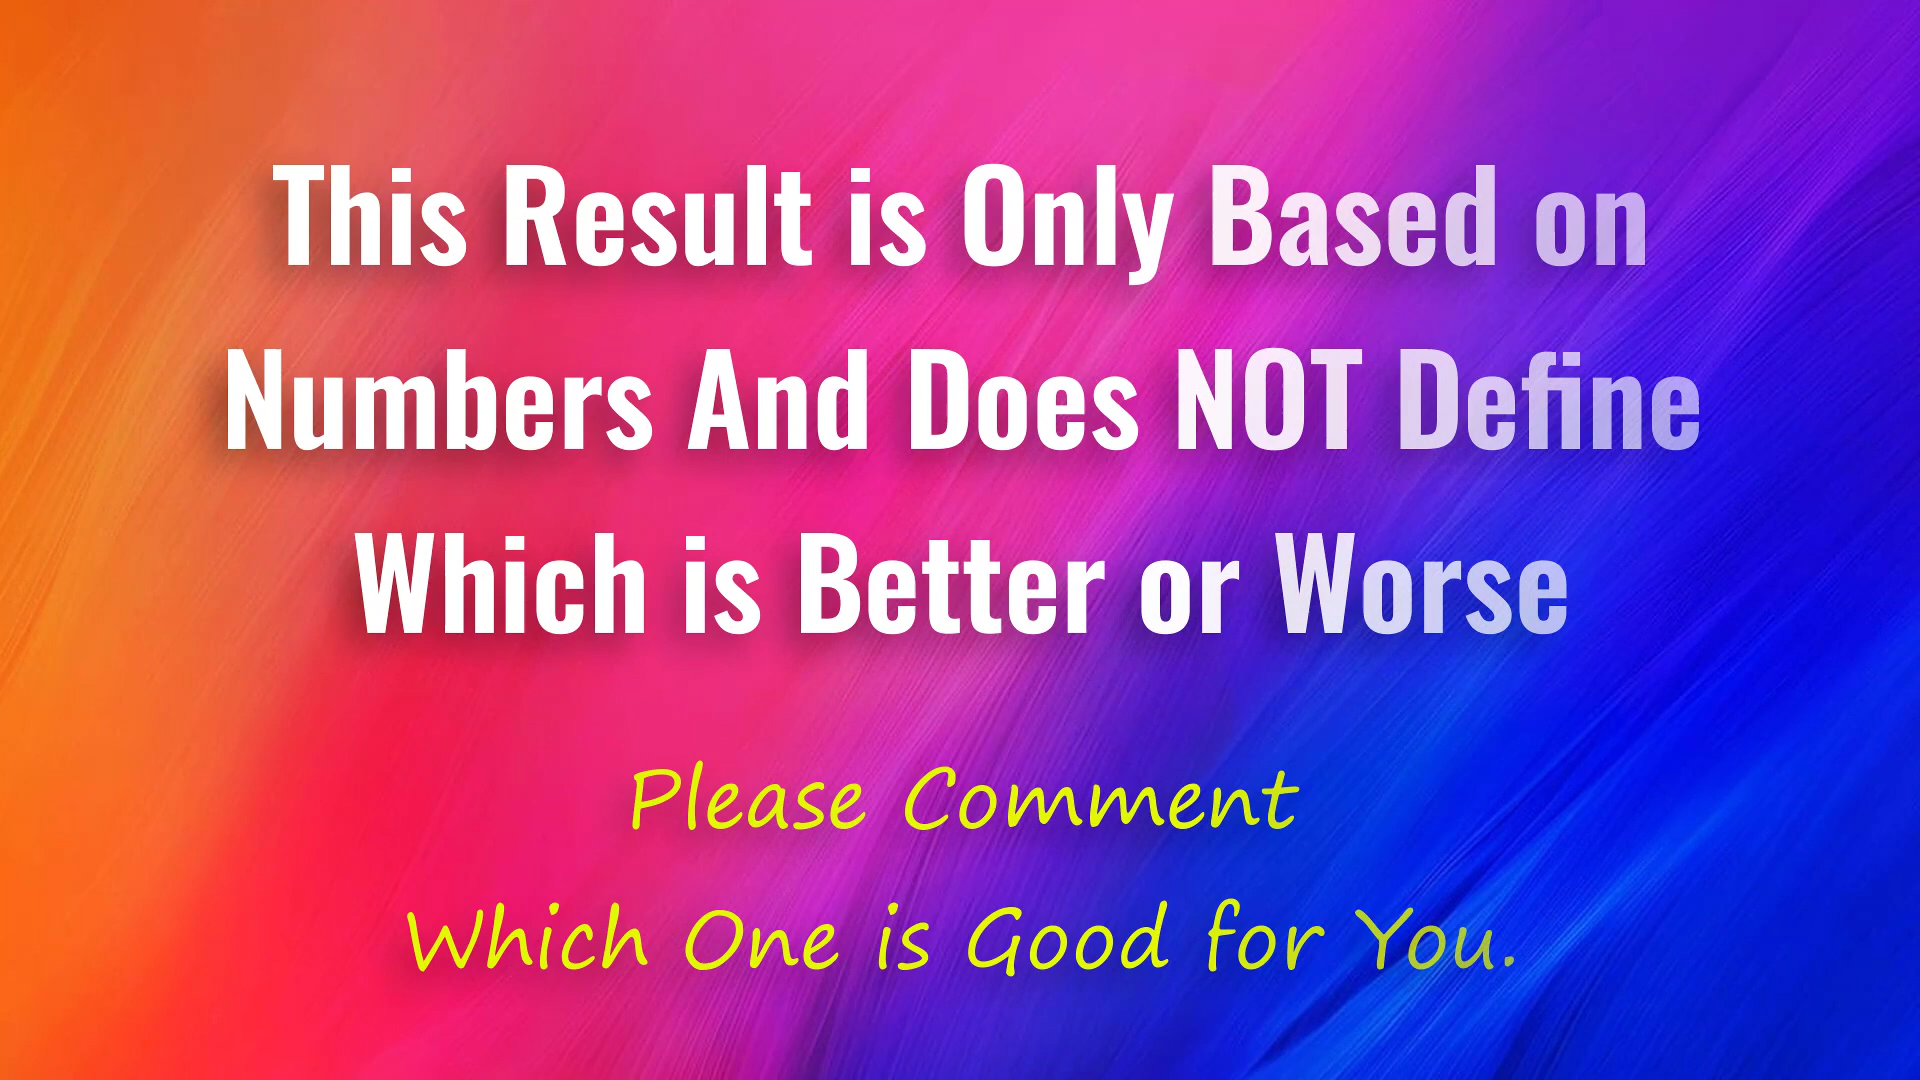 This Result is Only Based on
Numbers And Does NOT Define
Which is Better or Worse
Please Comment
Which One is Good for You.